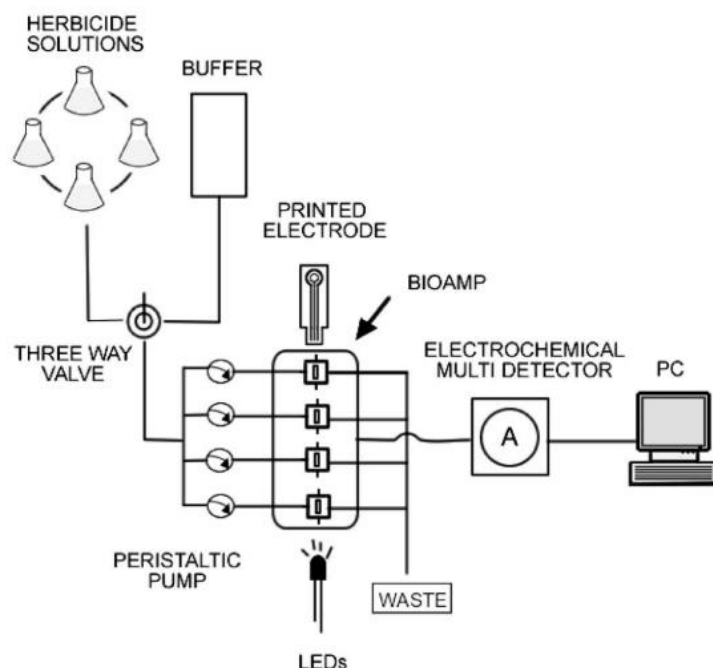 HERBICIDE
SOLUTIONS
BUFFER
PRINTED
ELECTRODE
BIOAMP
THREE WAY
VALVE
ELECTROCHEMICAL
MULTI DETECTOR
PC
A
PERISTALTIC
PUMP
WASTE
LEDs